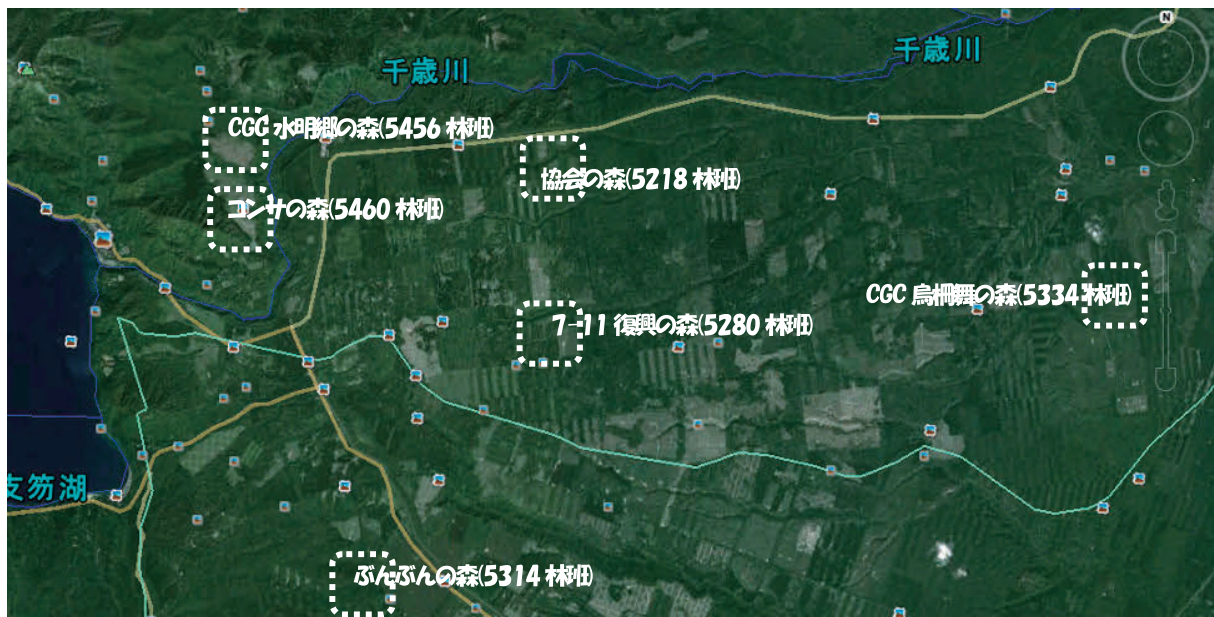 N
千歳川
千歳川
CGC 水明郷の森(5456 林班)
協会の森(5218 林班)
コンサの森(5460 林班)
CGC 烏柵舞の森(5334 林班)
7-11 復興の森(5280 林班)
支笏湖
ぶんぶんの森(5314 林班)